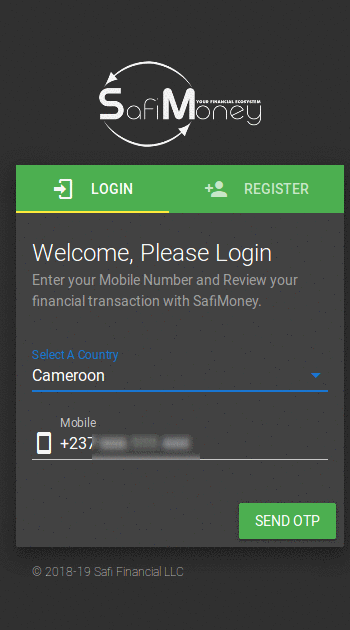 SafiMoney
YOUR FINANCIAL ECOSYSTEM
LOGIN
REGISTER
Welcome, Please Login
Enter your Mobile Number and Review your
financial transaction with SafiMoney.
Select A Country
Cameroon
Mobile
+237
SEND OTP
© 2018-19 Safi Financial LLC